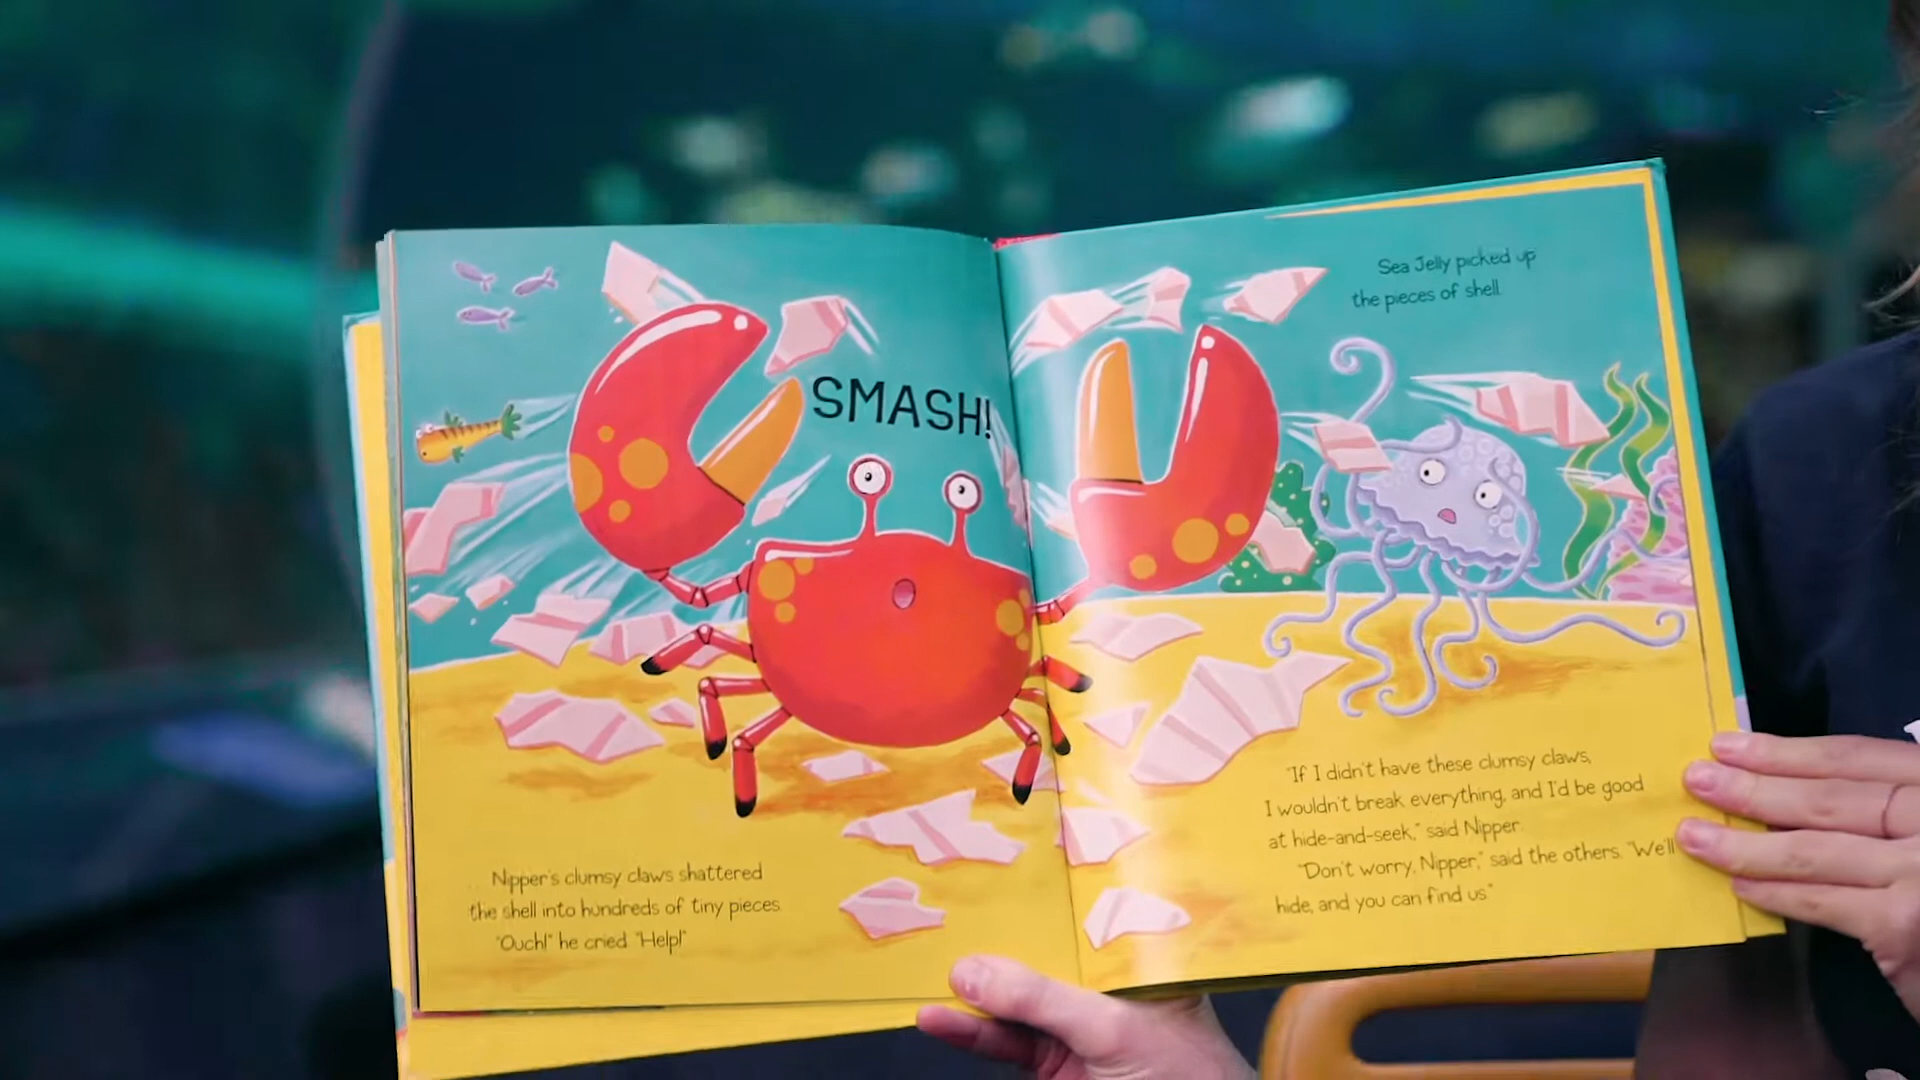 SMASH!
Nipper's clumsy claws shattered
the shell into hundreds of tiny pieces.
"Ouch!" he cried. "Help!"
Sea Jelly picked up
the pieces of shell.
"If I didn't have these clumsy claws,
I wouldn't break everything, and I'd be good
at hide-and-seek," said Nipper.
"Don't worry, Nipper," said the others. "We'll
hide, and you can find us."